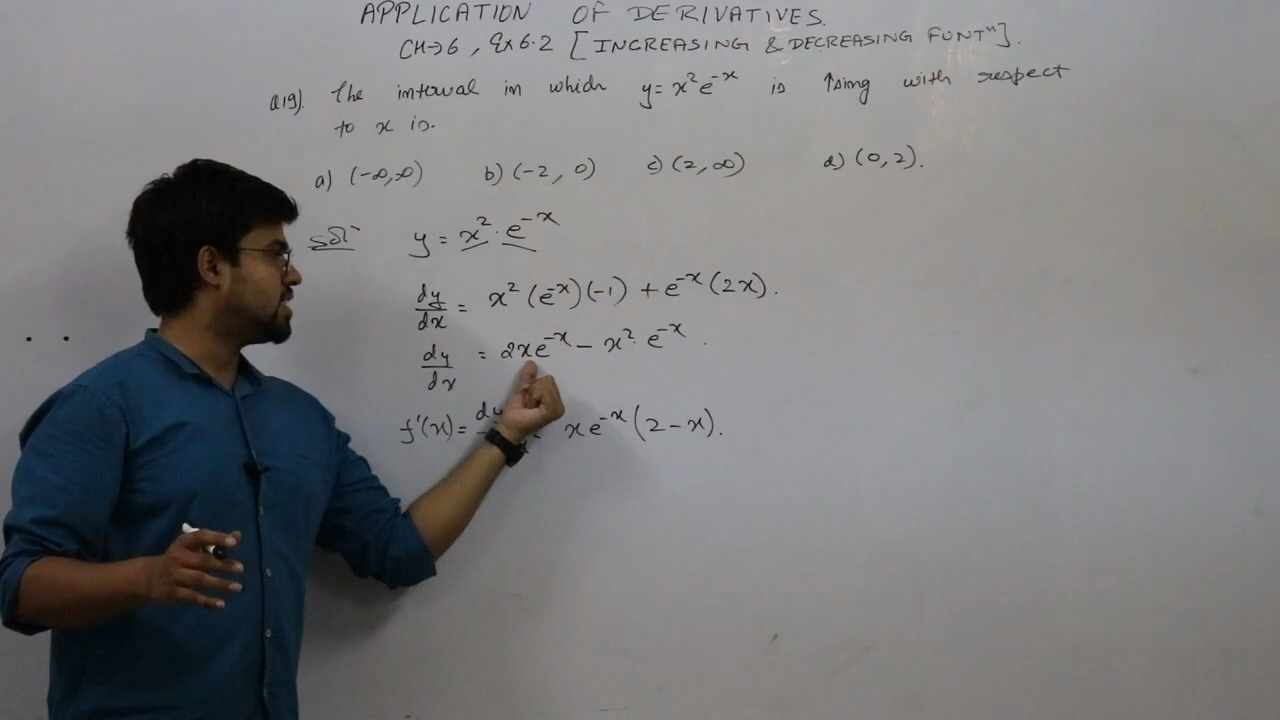 APPLICATION OF DERIVATIVES.
CH→6, Ex 6.2 [INCREASING & DECREASING FUNTⁿ].
Q19). The interval in which y = x²e⁻ˣ is ↑sing with respect
to x is.
a) (-∞,∞) b) (-2, 0) c) (2, ∞) d) (0, 2).
solⁿ y = x² · e⁻ˣ
dy/dx = x² (e⁻ˣ)(-1) + e⁻ˣ (2x).
dy/dx = 2xe⁻ˣ - x² · e⁻ˣ.
f'(x) = = xe⁻ˣ (2 - x).